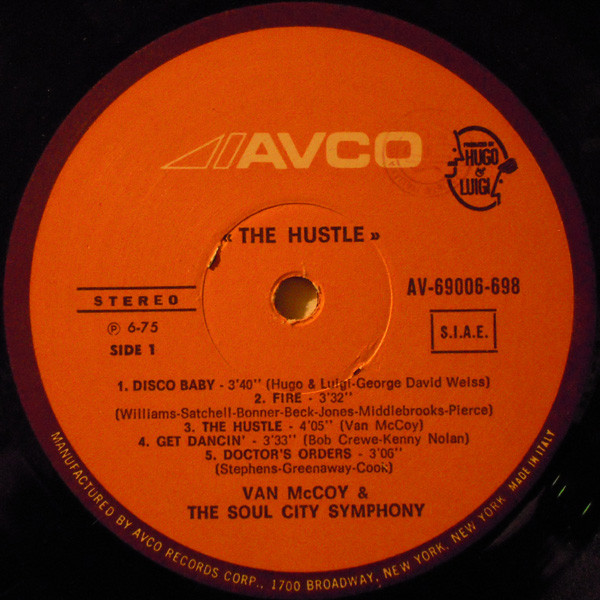 AVCO
PRODUCED BY
HUGO
&
LUIGI
« THE HUSTLE »
STEREO
AV-69006-698
℗ 6-75
S.I.A.E.
SIDE 1
1. DISCO BABY - 3'40'' (Hugo & Luigi-George David Weiss)
2. FIRE - 3'32''
(Williams-Satchell-Bonner-Beck-Jones-Middlebrooks-Pierce)
3. THE HUSTLE - 4'05'' (Van McCoy)
4. GET DANCIN' - 3'33'' (Bob Crewe-Kenny Nolan)
5. DOCTOR'S ORDERS - 3'06''
(Stephens-Greenaway-Cook)
VAN McCOY &
THE SOUL CITY SYMPHONY
MANUFACTURED BY AVCO RECORDS CORP., 1700 BROADWAY, NEW YORK, NEW YORK. MADE IN ITALY